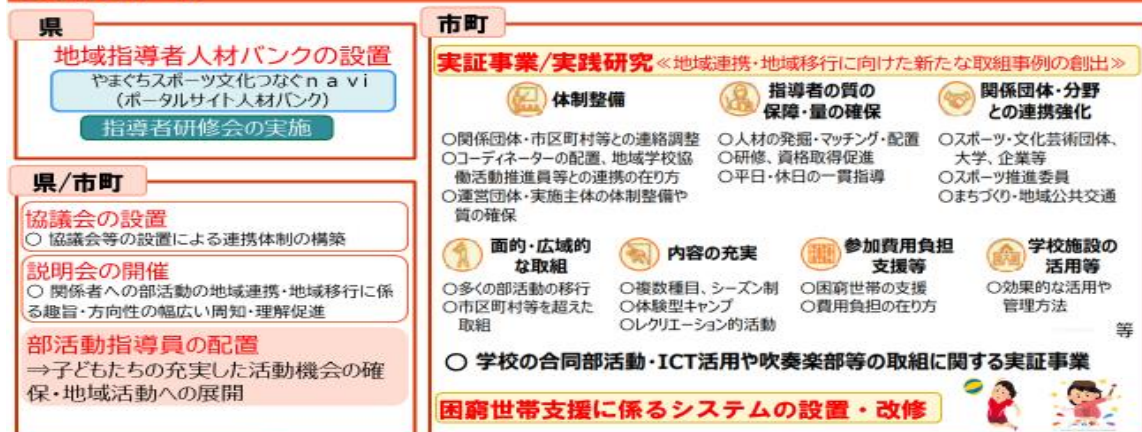 県
地域指導者人材バンクの設置
やまぐちスポーツ文化つなぐnavi
(ポータルサイト人材バンク)
指導者研修会の実施
県/市町
協議会の設置
○ 協議会等の設置による連携体制の構築
説明会の開催
○ 関係者への部活動の地域連携・地域移行に係
る趣旨・方向性の幅広い周知・理解促進
部活動指導員の配置
⇒子どもたちの充実した活動機会の確
保・地域活動への展開
市町
実証事業/実践研究≪地域連携・地域移行に向けた新たな取組事例の創出≫
体制整備
○関係団体・市区町村等との連絡調整
○コーディネーターの配置、地域学校協
働活動推進員等との連携の在り方
○運営団体・実施主体の体制整備や
質の確保
指導者の質の
保障・量の確保
○人材の発掘・マッチング・配置
○研修、資格取得促進
○平日・休日の一貫指導
関係団体・分野
との連携強化
○スポーツ・文化芸術団体、
大学、企業等
○スポーツ推進委員
○まちづくり・地域公共交通
面的・広域的
な取組
○多くの部活動の移行
○市区町村等を超えた
取組
内容の充実
○複数種目、シーズン制
○体験型キャンプ
○レクリエーション的活動
参加費用負担
支援等
○困窮世帯の支援
○費用負担の在り方
学校施設の
活用等
○効果的な活用や
管理方法
等
○ 学校の合同部活動・ICT活用や吹奏楽部等の取組に関する実証事業
困窮世帯支援に係るシステムの設置・改修